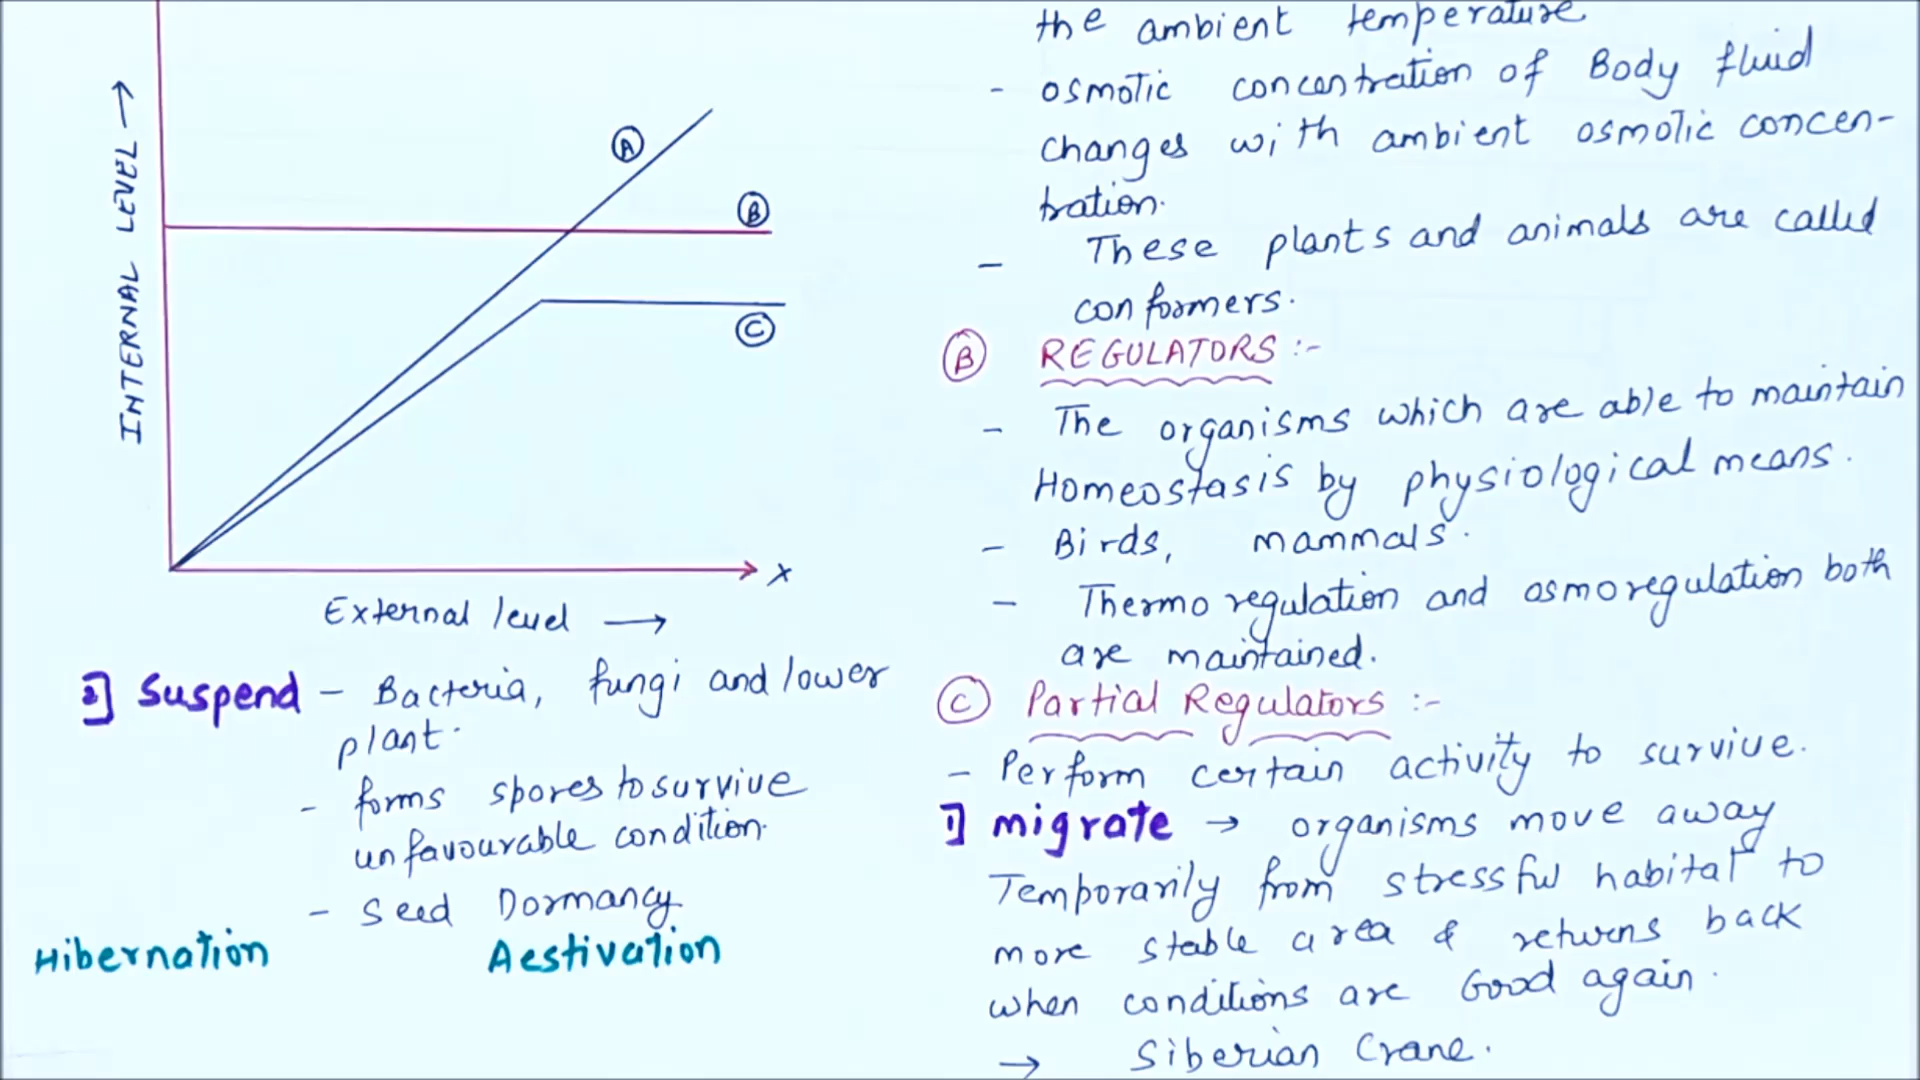 INTERNAL LEVEL →
A
B
C
X
External level →
2] Suspend - Bacteria, fungi and lower
plant.
- forms spores to survive
unfavourable condition.
- Seed Dormancy
Hibernation Aestivation
the ambient temperature
- osmotic concentration of Body fluid
changes with ambient osmotic concen-
tration.
- These plants and animals are called
conformers.
B REGULATORS :-
- The organisms which are able to maintain
Homeostasis by physiological means.
- Birds, mammals.
- Thermo regulation and osmoregulation both
are maintained.
C Partial Regulators :-
- Perform certain activity to survive.
1] migrate → organisms move away
Temporarily from stressful habitat to
more stable area & returns back
when conditions are Good again.
→ Siberian Crane.